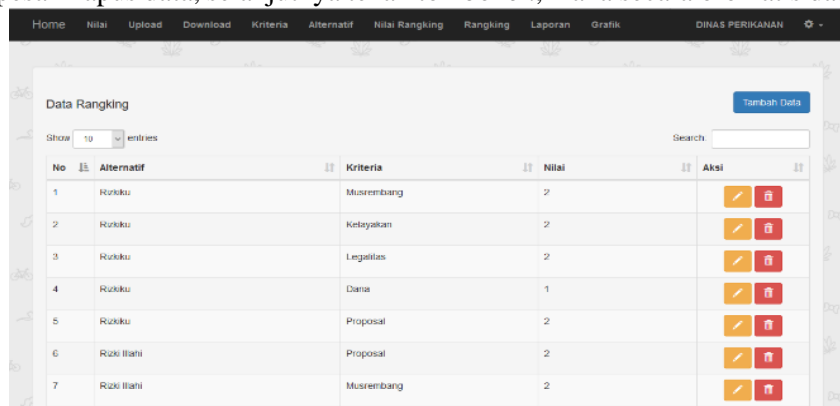 Home Nilai Upload Download Kriteria Alternatif Nilai Rangking Rangking Laporan Grafik DINAS PERIKANAN
Data Rangking Tambah Data
Show 10 entries Search:
No Alternatif Kriteria Nilai Aksi
1 Rizkiku Musrembang 2
2 Rizkiku Kelayakan 2
3 Rizkiku Legalitas 2
4 Rizkiku Dana 1
5 Rizkiku Proposal 2
6 Rizki Illahi Proposal 2
7 Rizki Illahi Musrembang 2